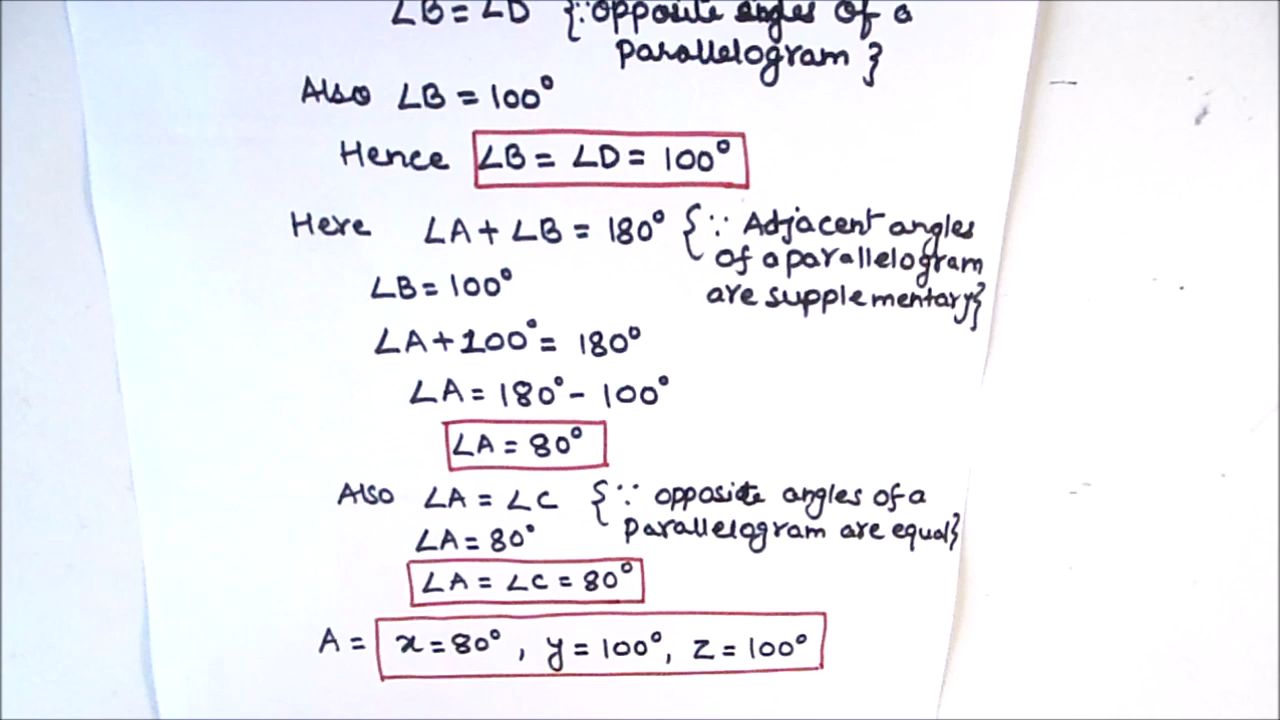 ∠B = ∠D {∵ opposite angles of a
parallelogram }
Also ∠B = 100°
Hence ∠B = ∠D = 100°
Here ∠A + ∠B = 180° {∵ Adjacent angles
of a parallelogram
∠B = 100°
are supplementary}
∠A + 100° = 180°
∠A = 180° - 100°
∠A = 80°
Also ∠A = ∠C {∵ opposite angles of a
parallelogram are equal}
∠A = 80°
∠A = ∠C = 80°
A = x = 80° , y = 100°, z = 100°